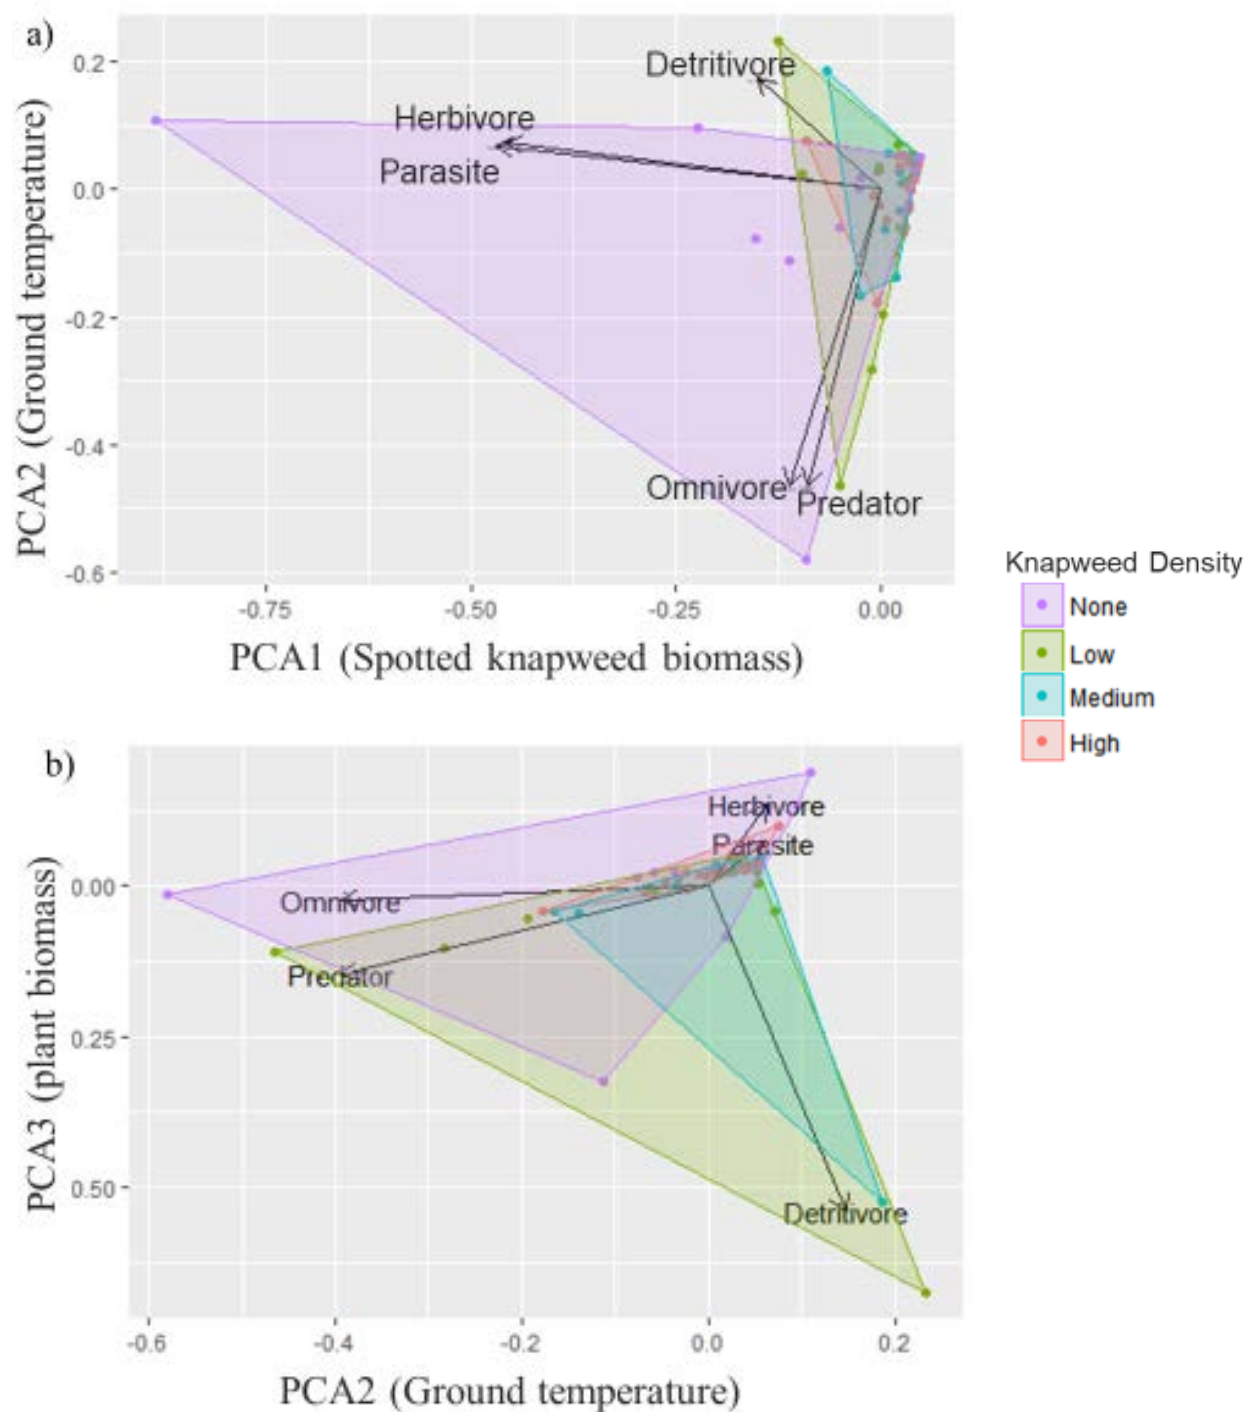 a)
PCA2 (Ground temperature)
0.2
0.0
-0.2
-0.4
-0.6
Detritivore
Herbivore
Parasite
Omnivore
Predator
-0.75
-0.50
-0.25
0.00
PCA1 (Spotted knapweed biomass)
Knapweed Density
None
Low
Medium
High
b)
PCA3 (plant biomass)
0.00
0.25
0.50
Herbivore
Parasite
Omnivore
Predator
Detritivore
-0.6
-0.4
-0.2
0.0
0.2
PCA2 (Ground temperature)